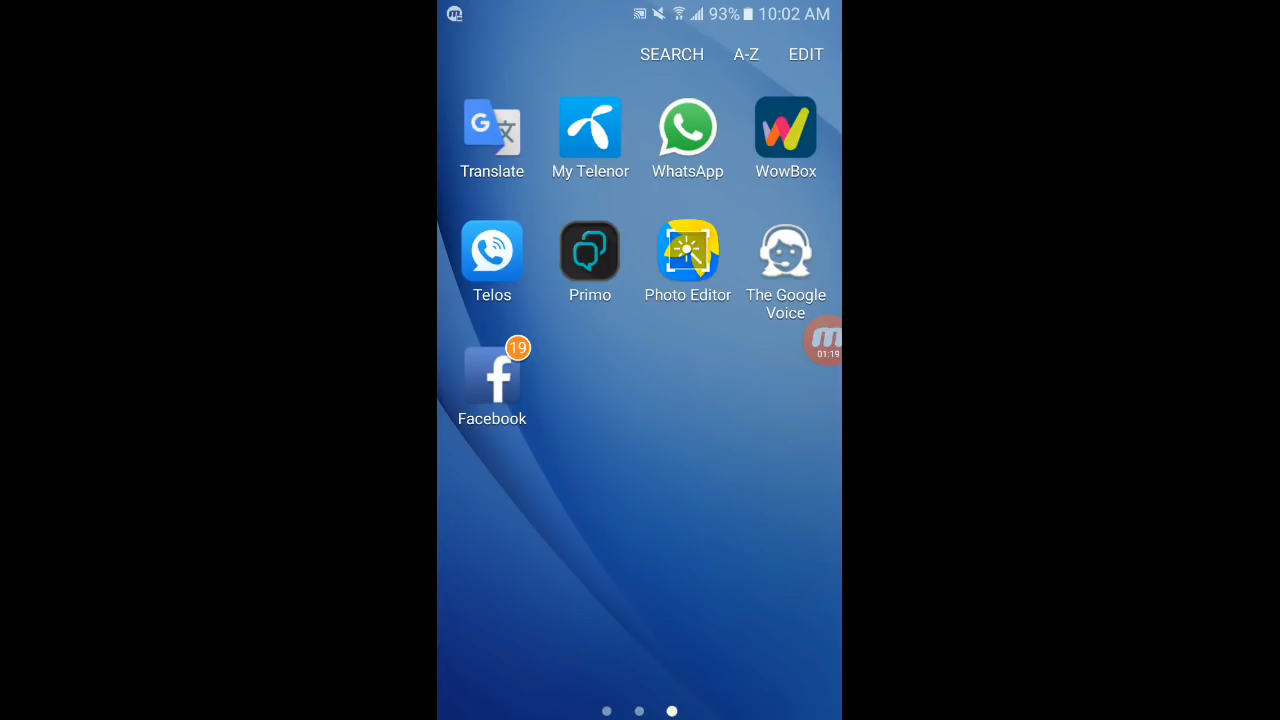 93% 10:02 AM
SEARCH A-Z EDIT
Translate My Telenor WhatsApp WowBox
Telos Primo Photo Editor The Google Voice
01:19
19
Facebook